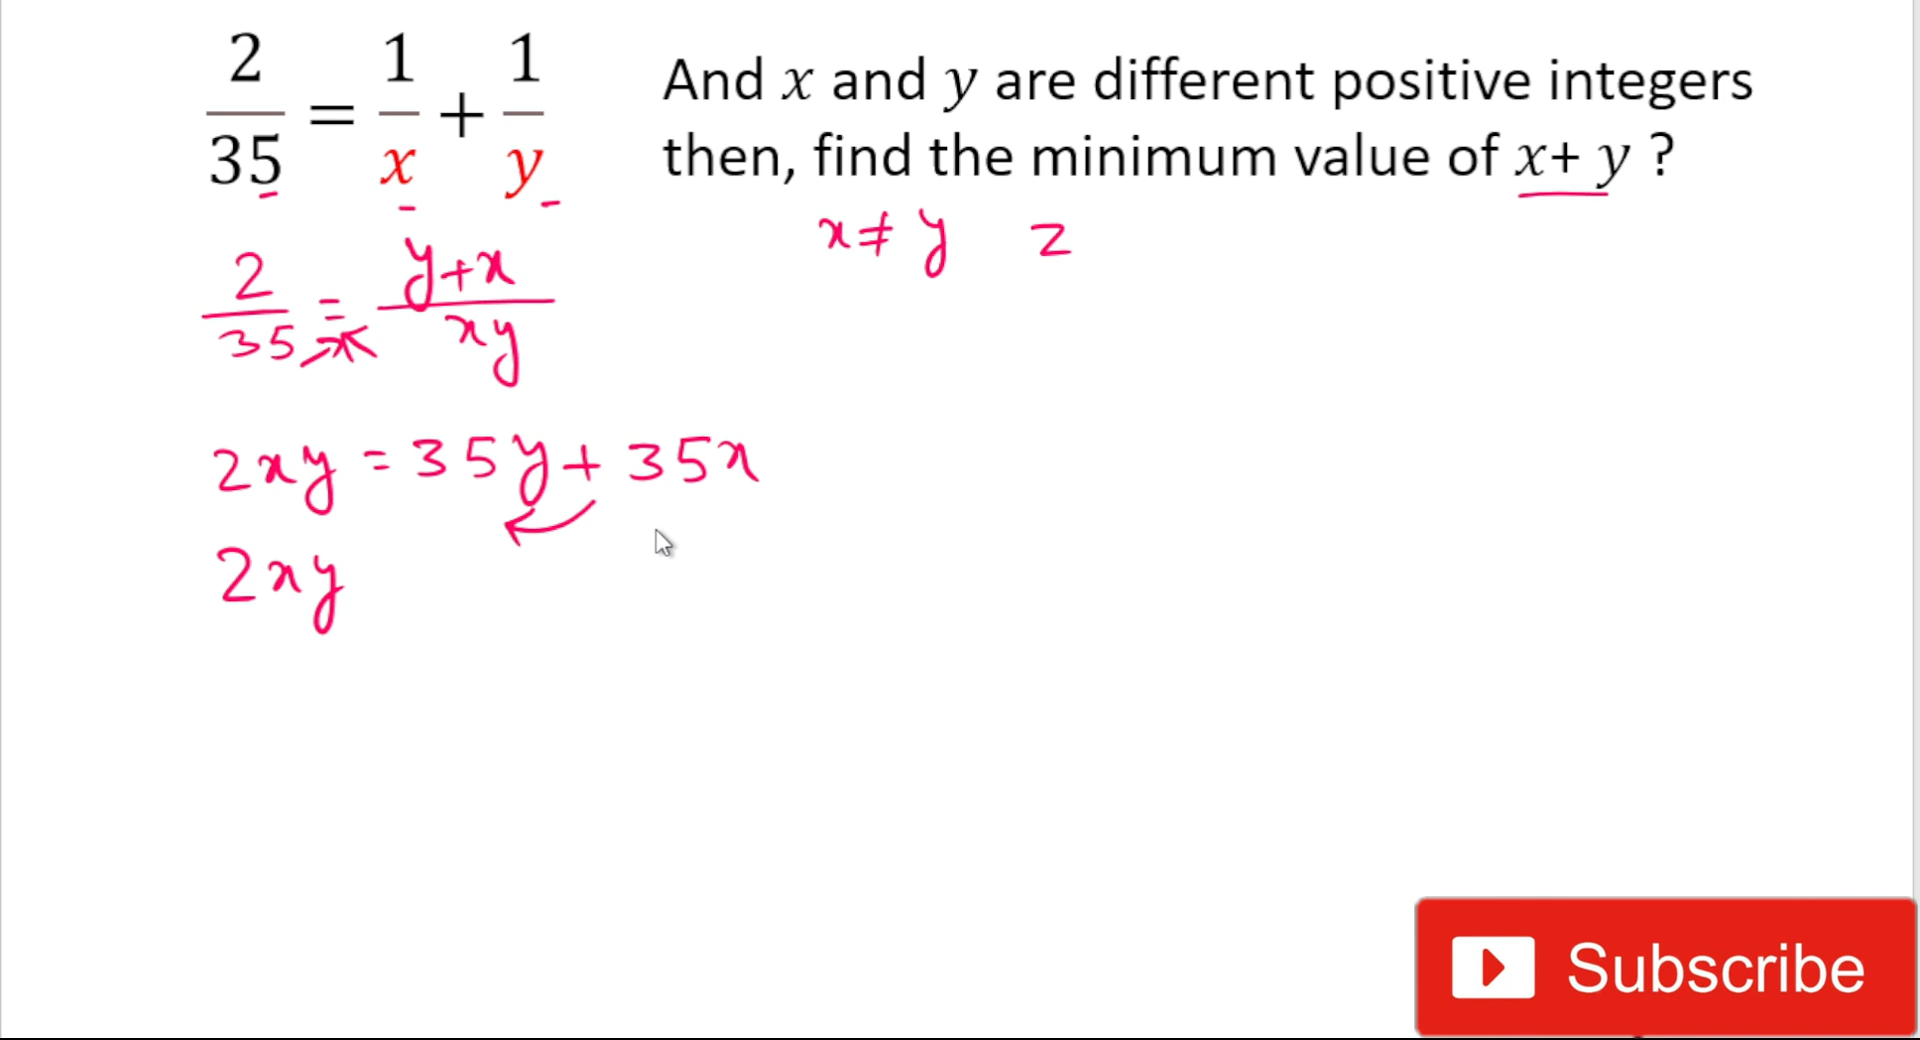 2/35 = 1/x + 1/y
And x and y are different positive integers
then, find the minimum value of x+ y ?
x ≠ y z
2/35 = y+x/xy
2xy = 35y + 35x
2xy
Subscribe